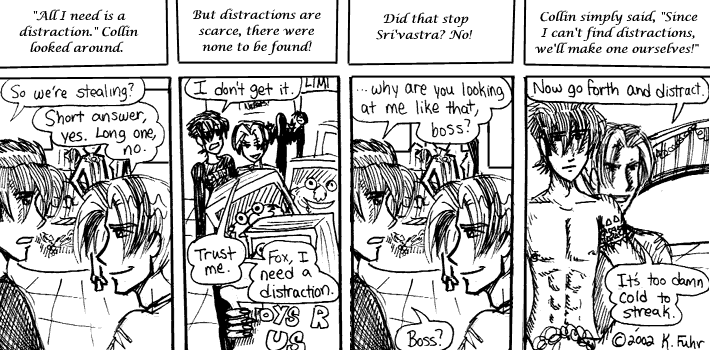 "All I need is a
distraction." Collin
looked around.
So we're stealing?
Short answer,
yes. Long one,
no.
But distractions are
scarce, there were
none to be found!
I don't get it.
LIMI
Trust
me.
Fox, I
need a
distraction.
TOYS R
US
Did that stop
Sri'vastra? No!
...why are you looking
at me like that,
boss?
Boss?
Collin simply said, "Since
I can't find distractions,
we'll make one ourselves!"
Now go forth and distract.
It's too damn
cold to
streak.
©2002 K. Fuhr